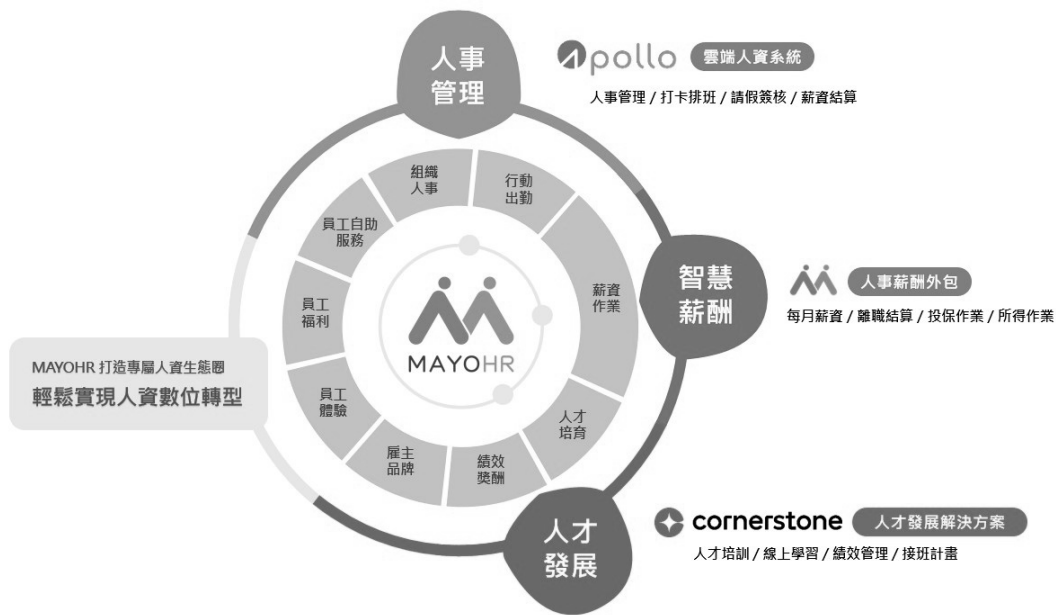 人事
管理
Apollo 雲端人資系統
人事管理 / 打卡排班 / 請假簽核 / 薪資結算
組織
人事
行動
出勤
員工自助
服務
薪資
作業
員工
福利
MAYOHR
智慧
薪酬
人事薪酬外包
每月薪資 / 離職結算 / 投保作業 / 所得作業
MAYOHR 打造專屬人資生態圈
輕鬆實現人資數位轉型
員工
體驗
人才
培育
雇主
品牌
績效
獎酬
人才
發展
cornerstone 人才發展解決方案
人才培訓 / 線上學習 / 績效管理 / 接班計畫